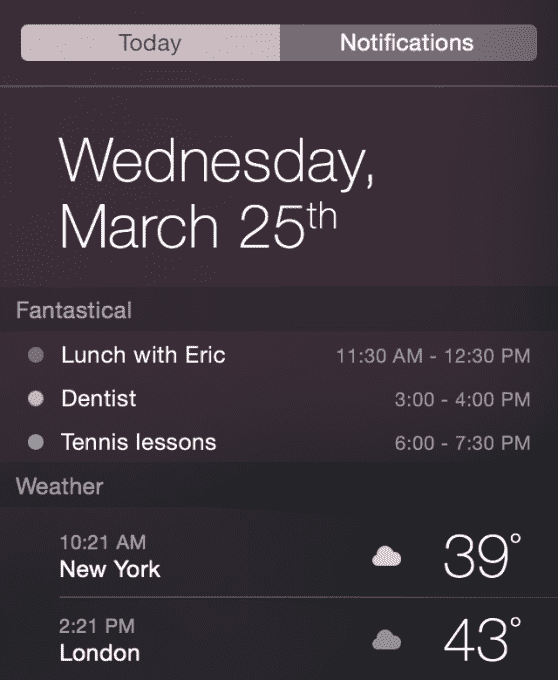 Today Notifications
Wednesday,
March 25th
Fantastical
Lunch with Eric 11:30 AM - 12:30 PM
Dentist 3:00 - 4:00 PM
Tennis lessons 6:00 - 7:30 PM
Weather
10:21 AM
New York 39°
2:21 PM
London 43°